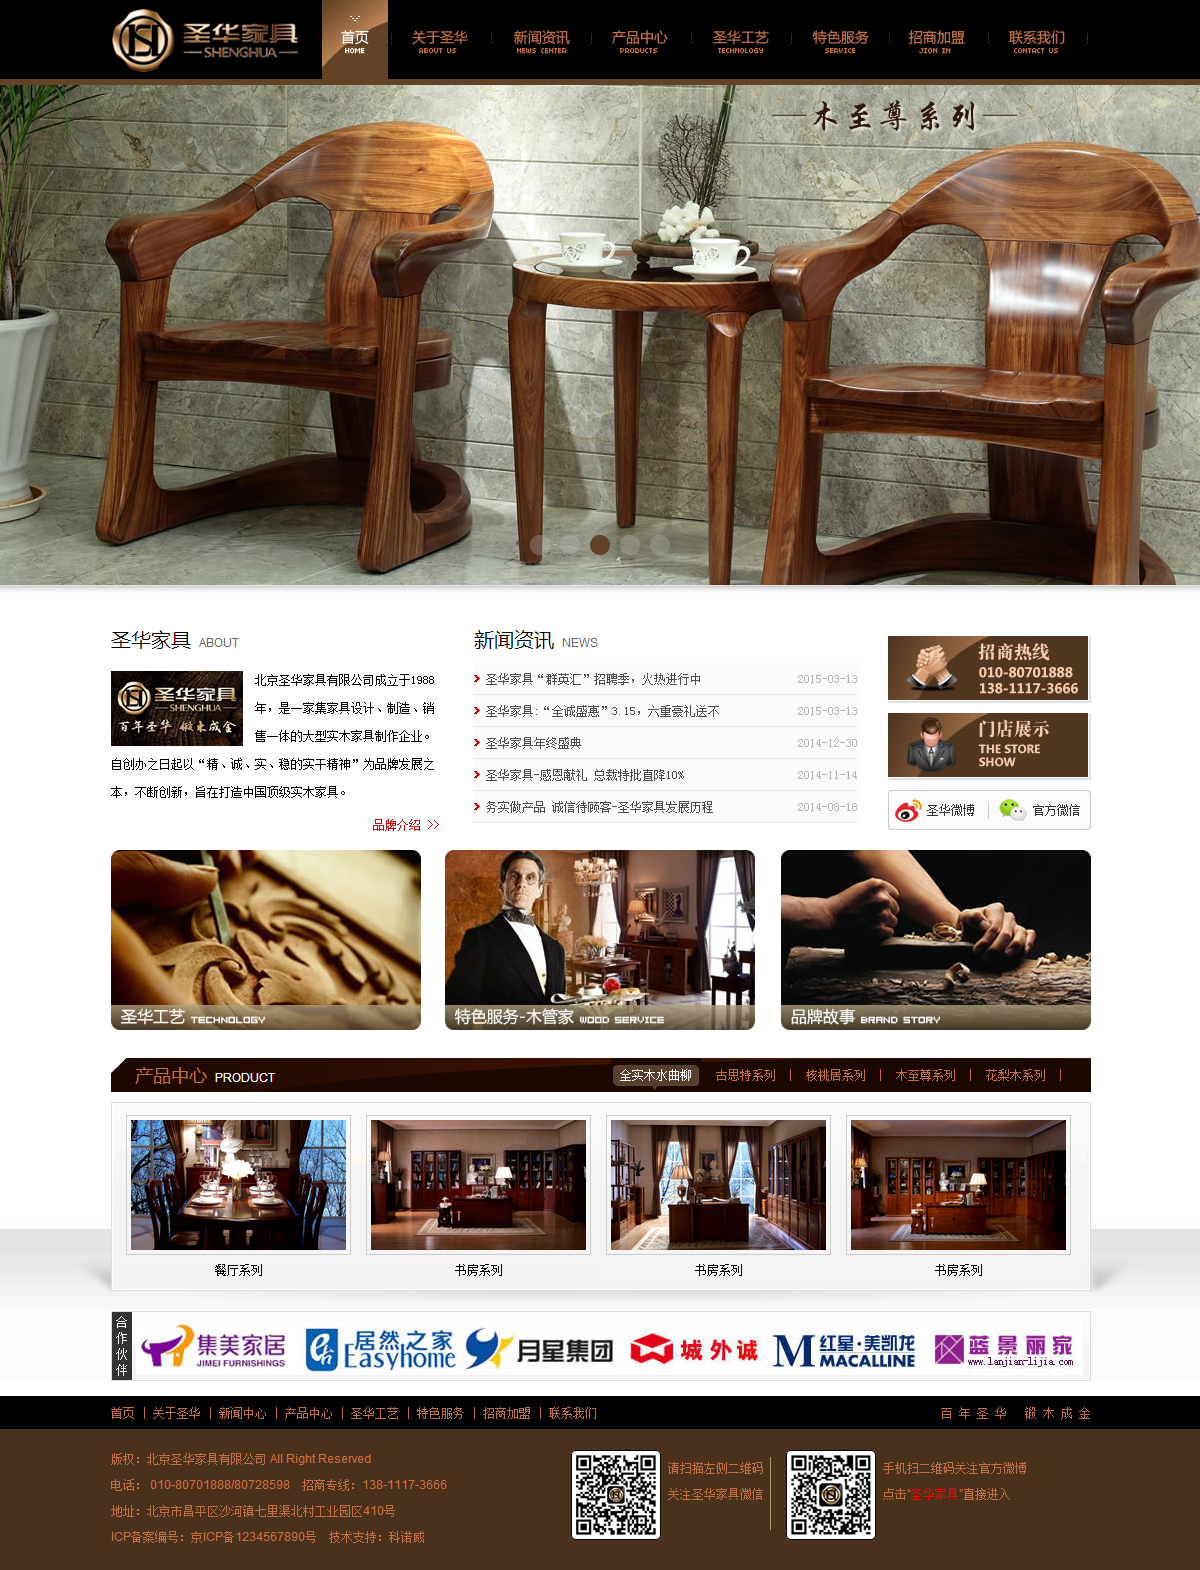 圣华家具
SHENGHUA
首页
HOME
关于圣华
ABOUT US
新闻资讯
NEWS CENTER
产品中心
PRODUCTS
圣华工艺
TECHNOLOGY
特色服务
SERVICE
招商加盟
JION IN
联系我们
CONTACT US
木至尊系列
圣华家具 ABOUT
圣华家具
SHENGHUA
百年圣华 锻木成金
北京圣华家具有限公司成立于1988
年，是一家集家具设计、制造、销
售一体的大型实木家具制作企业。
自创办之日起以“精、诚、实、稳的实干精神”为品牌发展之
本，不断创新，旨在打造中国顶级实木家具。
品牌介绍 >>
新闻资讯 NEWS
圣华家具“群英汇”招聘季，火热进行中 2015-03-13
圣华家具:“全诚盛惠”3.15，六重豪礼送不 2015-03-13
圣华家具年终盛典 2014-12-30
圣华家具-感恩献礼 总裁特批直降10% 2014-11-14
务实做产品 诚信待顾客-圣华家具发展历程 2014-08-18
招商热线
010-80701888
138-1117-3666
门店展示
THE STORE
SHOW
圣华微博
官方微信
圣华工艺 TECHNOLOGY
特色服务-木管家 WOOD SERVICE
品牌故事 BRAND STORY
产品中心 PRODUCT
全实木水曲柳 古思特系列 | 核桃居系列 | 木至尊系列 | 花梨木系列 |
餐厅系列
书房系列
书房系列
书房系列
合作伙伴
集美家居
JIMEI FURNISHINGS
居然之家
Easyhome
月星集团
城外诚
红星·美凯龙
MACALLINE
蓝景丽家
www.lanjian-lijia.com
首页 | 关于圣华 | 新闻中心 | 产品中心 | 圣华工艺 | 特色服务 | 招商加盟 | 联系我们
百年圣华 锻木成金
版权：北京圣华家具有限公司 All Right Reserved
电话： 010-80701888/80728598 招商专线：138-1117-3666
地址：北京市昌平区沙河镇七里渠北村工业园区410号
ICP备案编号：京ICP备1234567890号 技术支持：科诺威
请扫描左侧二维码
关注圣华家具微信
手机扫二维码关注官方微博
点击“圣华家具”直接进入